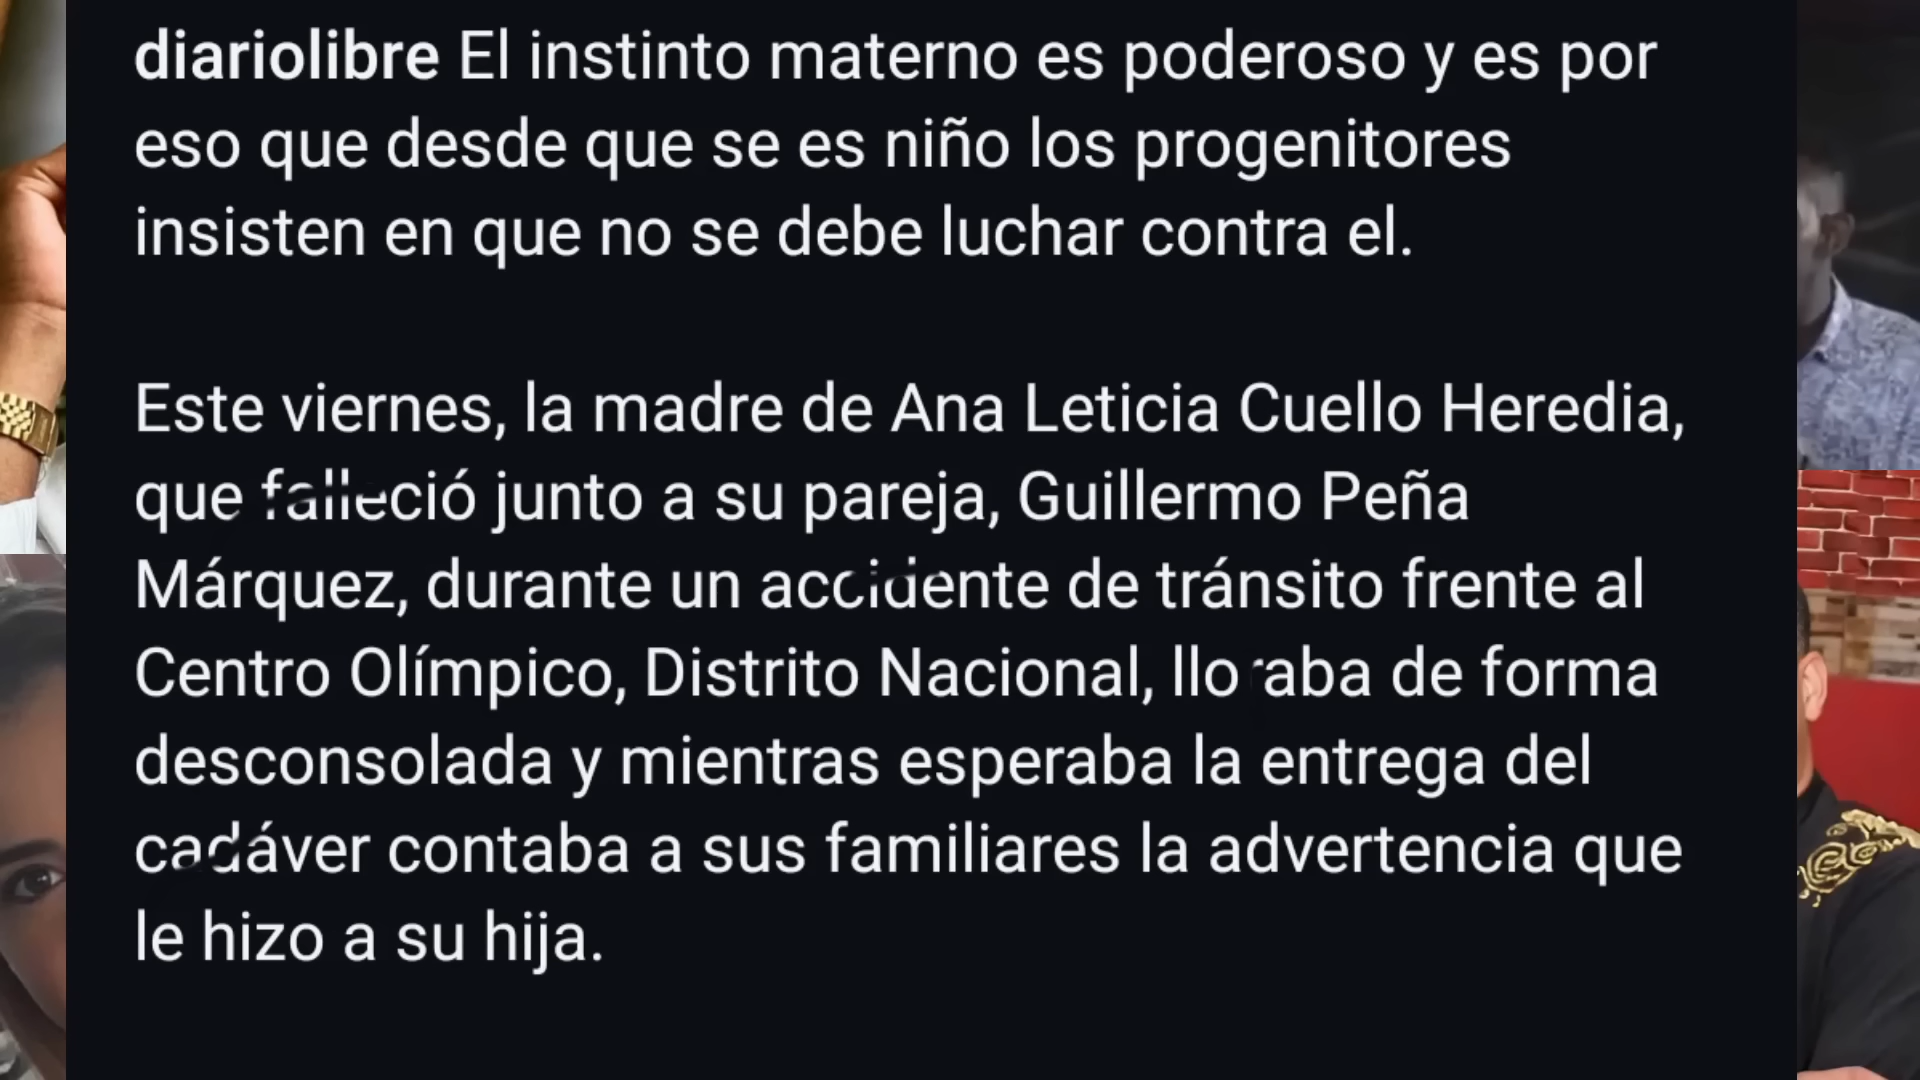 diariolibre El instinto materno es poderoso y es por
eso que desde que se es niño los progenitores
insisten en que no se debe luchar contra el.
Este viernes, la madre de Ana Leticia Cuello Heredia,
que falleció junto a su pareja, Guillermo Peña
Márquez, durante un accidente de tránsito frente al
Centro Olímpico, Distrito Nacional, lloraba de forma
desconsolada y mientras esperaba la entrega del
cadáver contaba a sus familiares la advertencia que
le hizo a su hija.